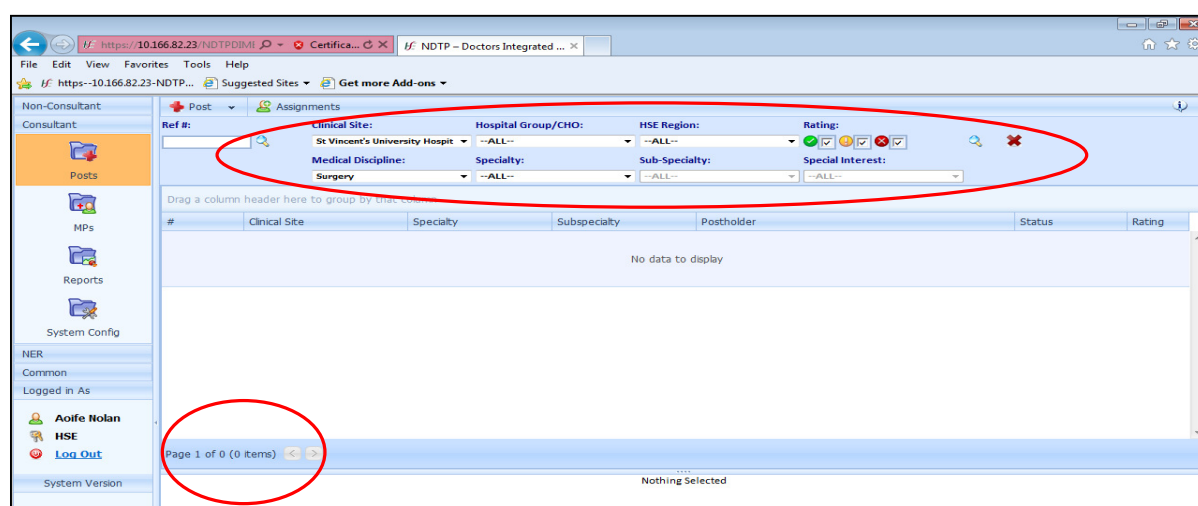 https://10.166.82.23/NDTPDIMI Certifica... NDTP – Doctors Integrated ...
File Edit View Favorites Tools Help
https--10.166.82.23-NDTP... Suggested Sites Get more Add-ons
Non-Consultant
Consultant
Posts
MPs
Reports
System Config
NER
Common
Logged in As
Aoife Nolan
HSE
Log Out
System Version
Post Assignments
Ref #: Clinical Site: Hospital Group/CHO: HSE Region: Rating:
St Vincent's University Hospit --ALL-- --ALL--
Medical Discipline: Specialty: Sub-Specialty: Special Interest:
Surgery --ALL-- --ALL-- --ALL--
Drag a column header here to group by that column
# Clinical Site Specialty Subspecialty Postholder Status Rating
No data to display
Page 1 of 0 (0 items) < >
Nothing Selected